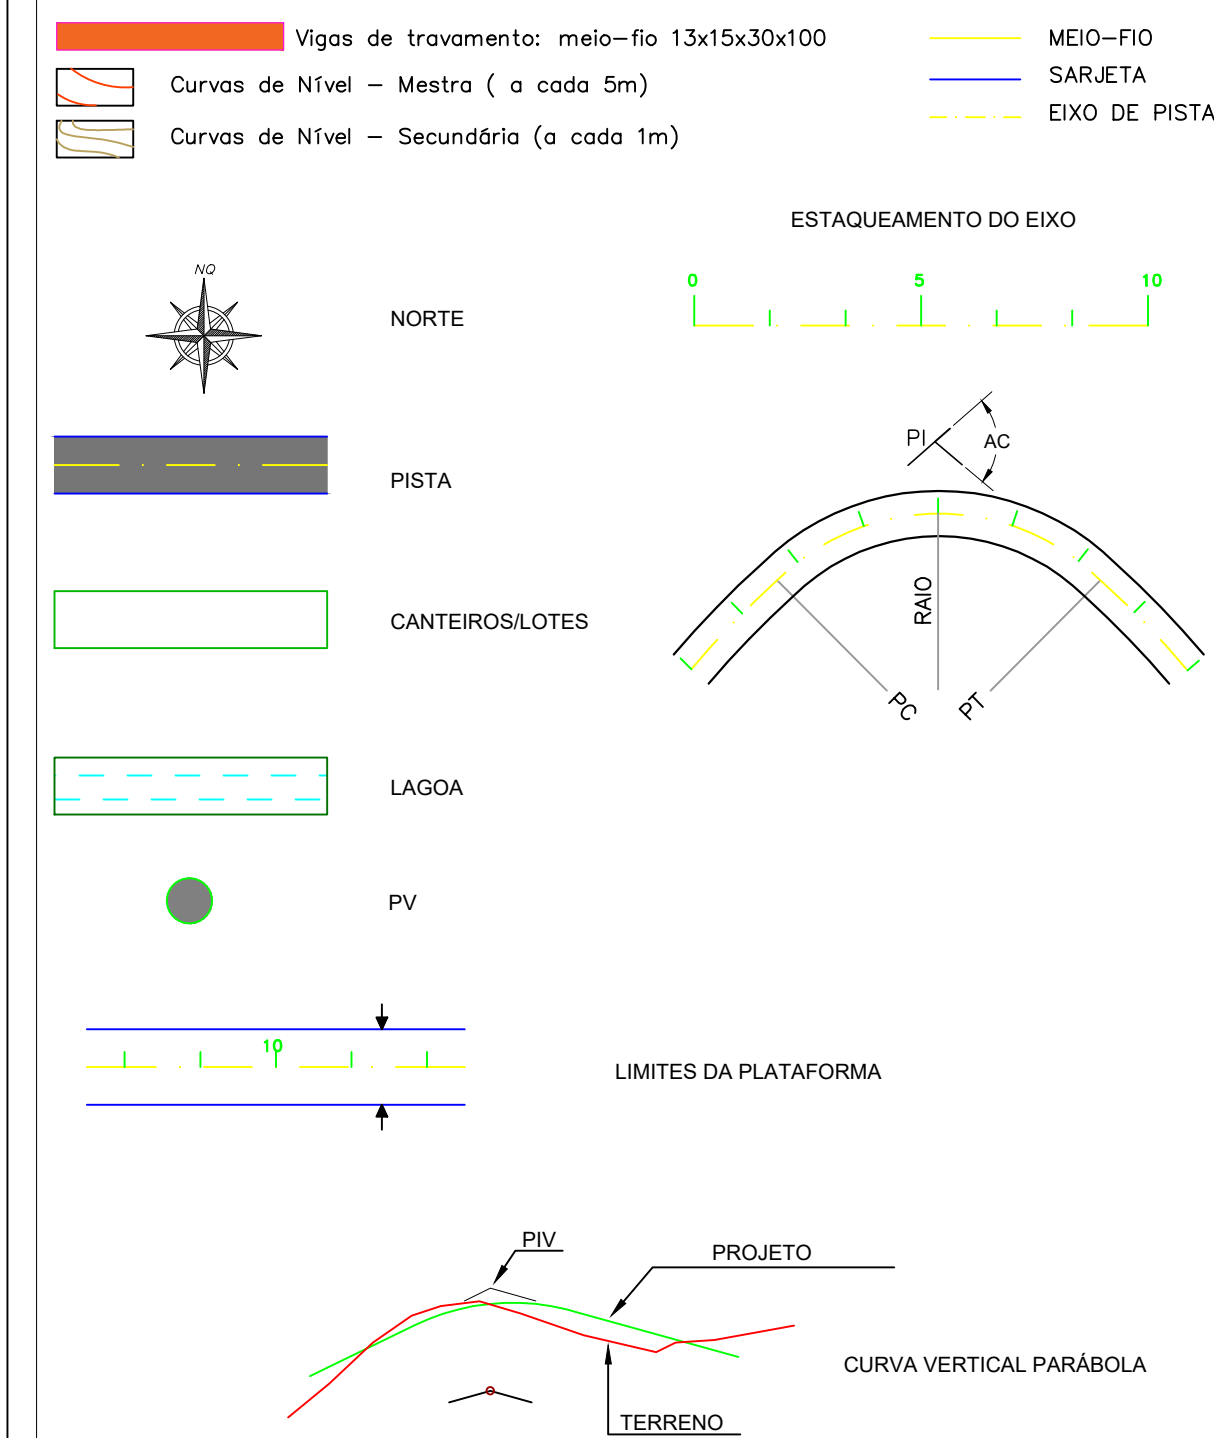 Vigas de travamento: meio-fio 13x15x30x100
MEIO-FIO
Curvas de Nível - Mestra ( a cada 5m)
SARJETA
Curvas de Nível - Secundária (a cada 1m)
EIXO DE PISTA
ESTAQUEAMENTO DO EIXO
NQ
0 5 10
NORTE
PI
AC
PISTA
RAIO
CANTEIROS/LOTES
PC
PT
LAGOA
PV
10
LIMITES DA PLATAFORMA
PIV
PROJETO
CURVA VERTICAL PARÁBOLA
TERRENO